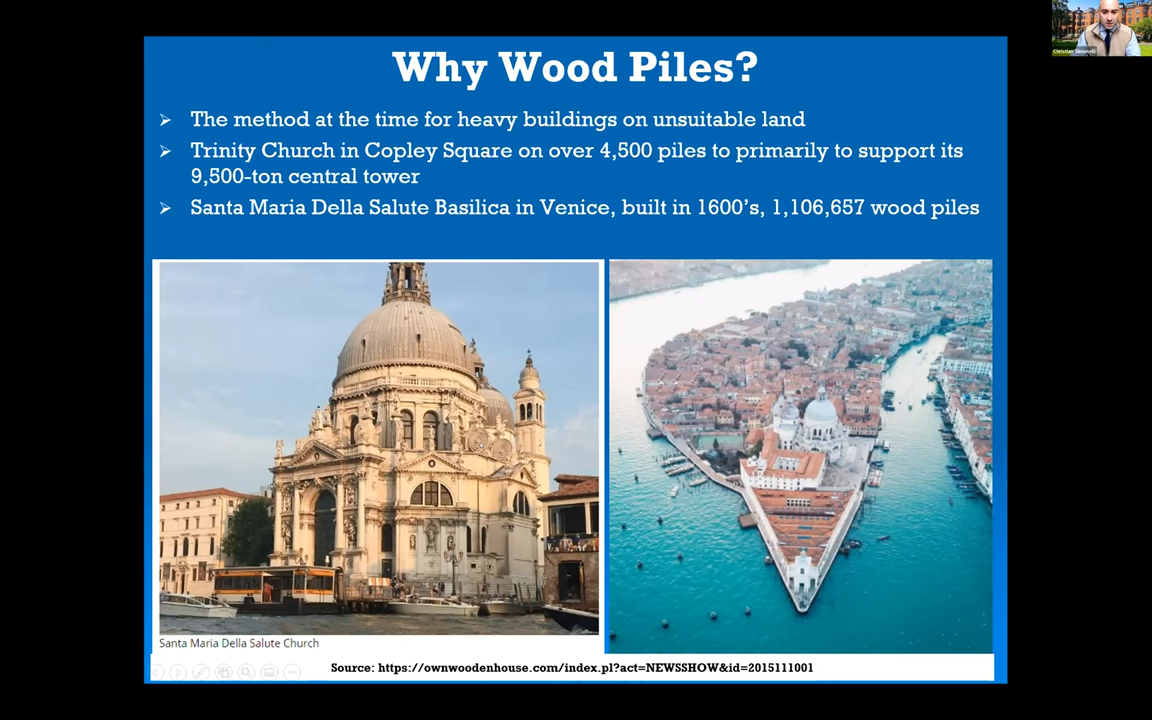 Why Wood Piles?
The method at the time for heavy buildings on unsuitable land
Trinity Church in Copley Square on over 4,500 piles to primarily to support its
9,500-ton central tower
Santa Maria Della Salute Basilica in Venice, built in 1600's, 1,106,657 wood piles
Santa Maria Della Salute Church
Source: https://ownwoodenhouse.com/index.pl?act=NEWSSHOW&id=2015111001